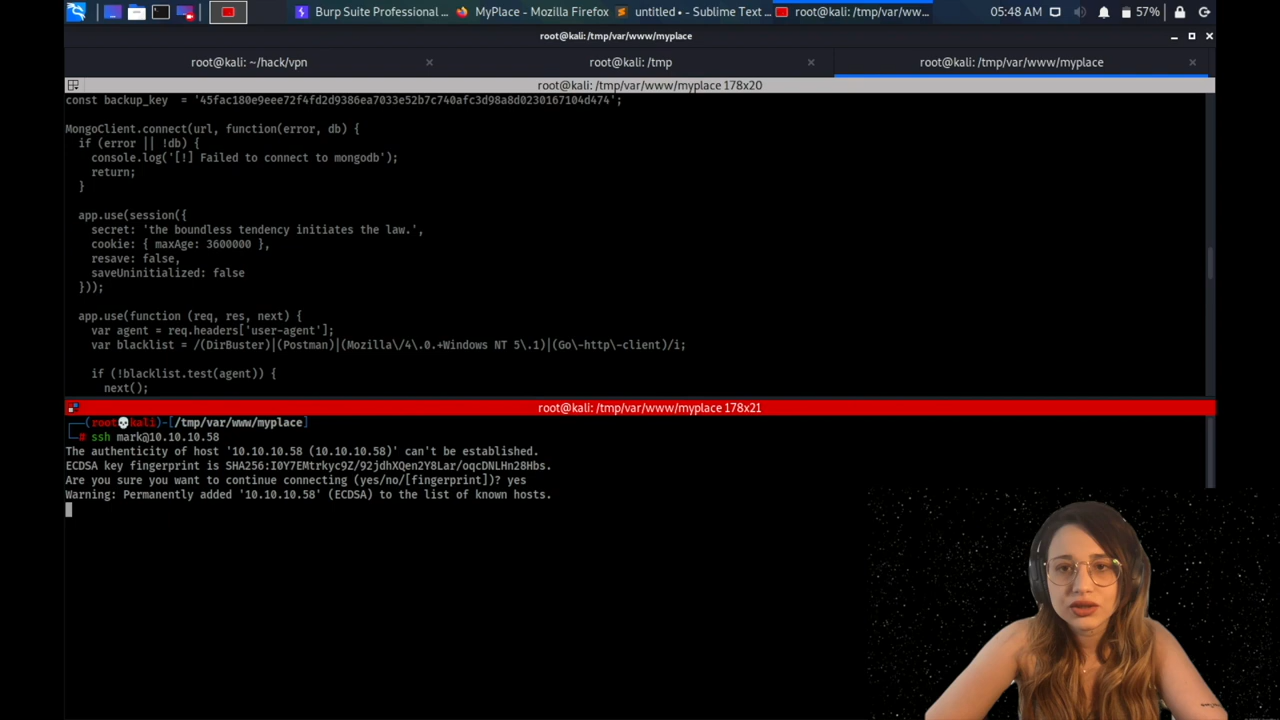 Burp Suite Professional ... MyPlace - Mozilla Firefox untitled • - Sublime Text ... root@kali: /tmp/var/ww... 05:48 AM 57%
root@kali: /tmp/var/www/myplace
root@kali: ~/hack/vpn root@kali: /tmp root@kali: /tmp/var/www/myplace
root@kali: /tmp/var/www/myplace 178x20
const backup_key = '45fac180e9eee72f4fd2d9386ea7033e52b7c740afc3d98a8d0230167104d474';
MongoClient.connect(url, function(error, db) {
if (error || !db) {
console.log('[!] Failed to connect to mongodb');
return;
}
app.use(session({
secret: 'the boundless tendency initiates the law.',
cookie: { maxAge: 3600000 },
resave: false,
saveUninitialized: false
}));
app.use(function (req, res, next) {
var agent = req.headers['user-agent'];
var blacklist = /(DirBuster)|(Postman)|(Mozilla\/4\.0.+Windows NT 5\.1)|(Go\-http\-client)/i;
if (!blacklist.test(agent)) {
next();
root@kali: /tmp/var/www/myplace 178x21
(root💀kali)-[/tmp/var/www/myplace]
# ssh mark@10.10.10.58
The authenticity of host '10.10.10.58 (10.10.10.58)' can't be established.
ECDSA key fingerprint is SHA256:I0Y7EMtrkyc9Z/92jdhXQen2Y8Lar/oqcDNLHn28Hbs.
Are you sure you want to continue connecting (yes/no/[fingerprint])? yes
Warning: Permanently added '10.10.10.58' (ECDSA) to the list of known hosts.